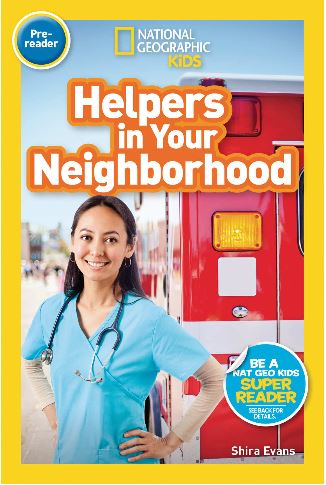 Pre-
reader
NATIONAL
GEOGRAPHIC
KiDS
Helpers
in Your
Neighborhood
BE A
NAT GEO KIDS
SUPER
READER
SEE BACK FOR
DETAILS.
Shira Evans